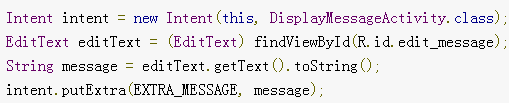 Intent intent = new Intent(this, DisplayMessageActivity.class);
EditText editText = (EditText) findViewById(R.id.edit_message);
String message = editText.getText().toString();
intent.putExtra(EXTRA_MESSAGE, message);